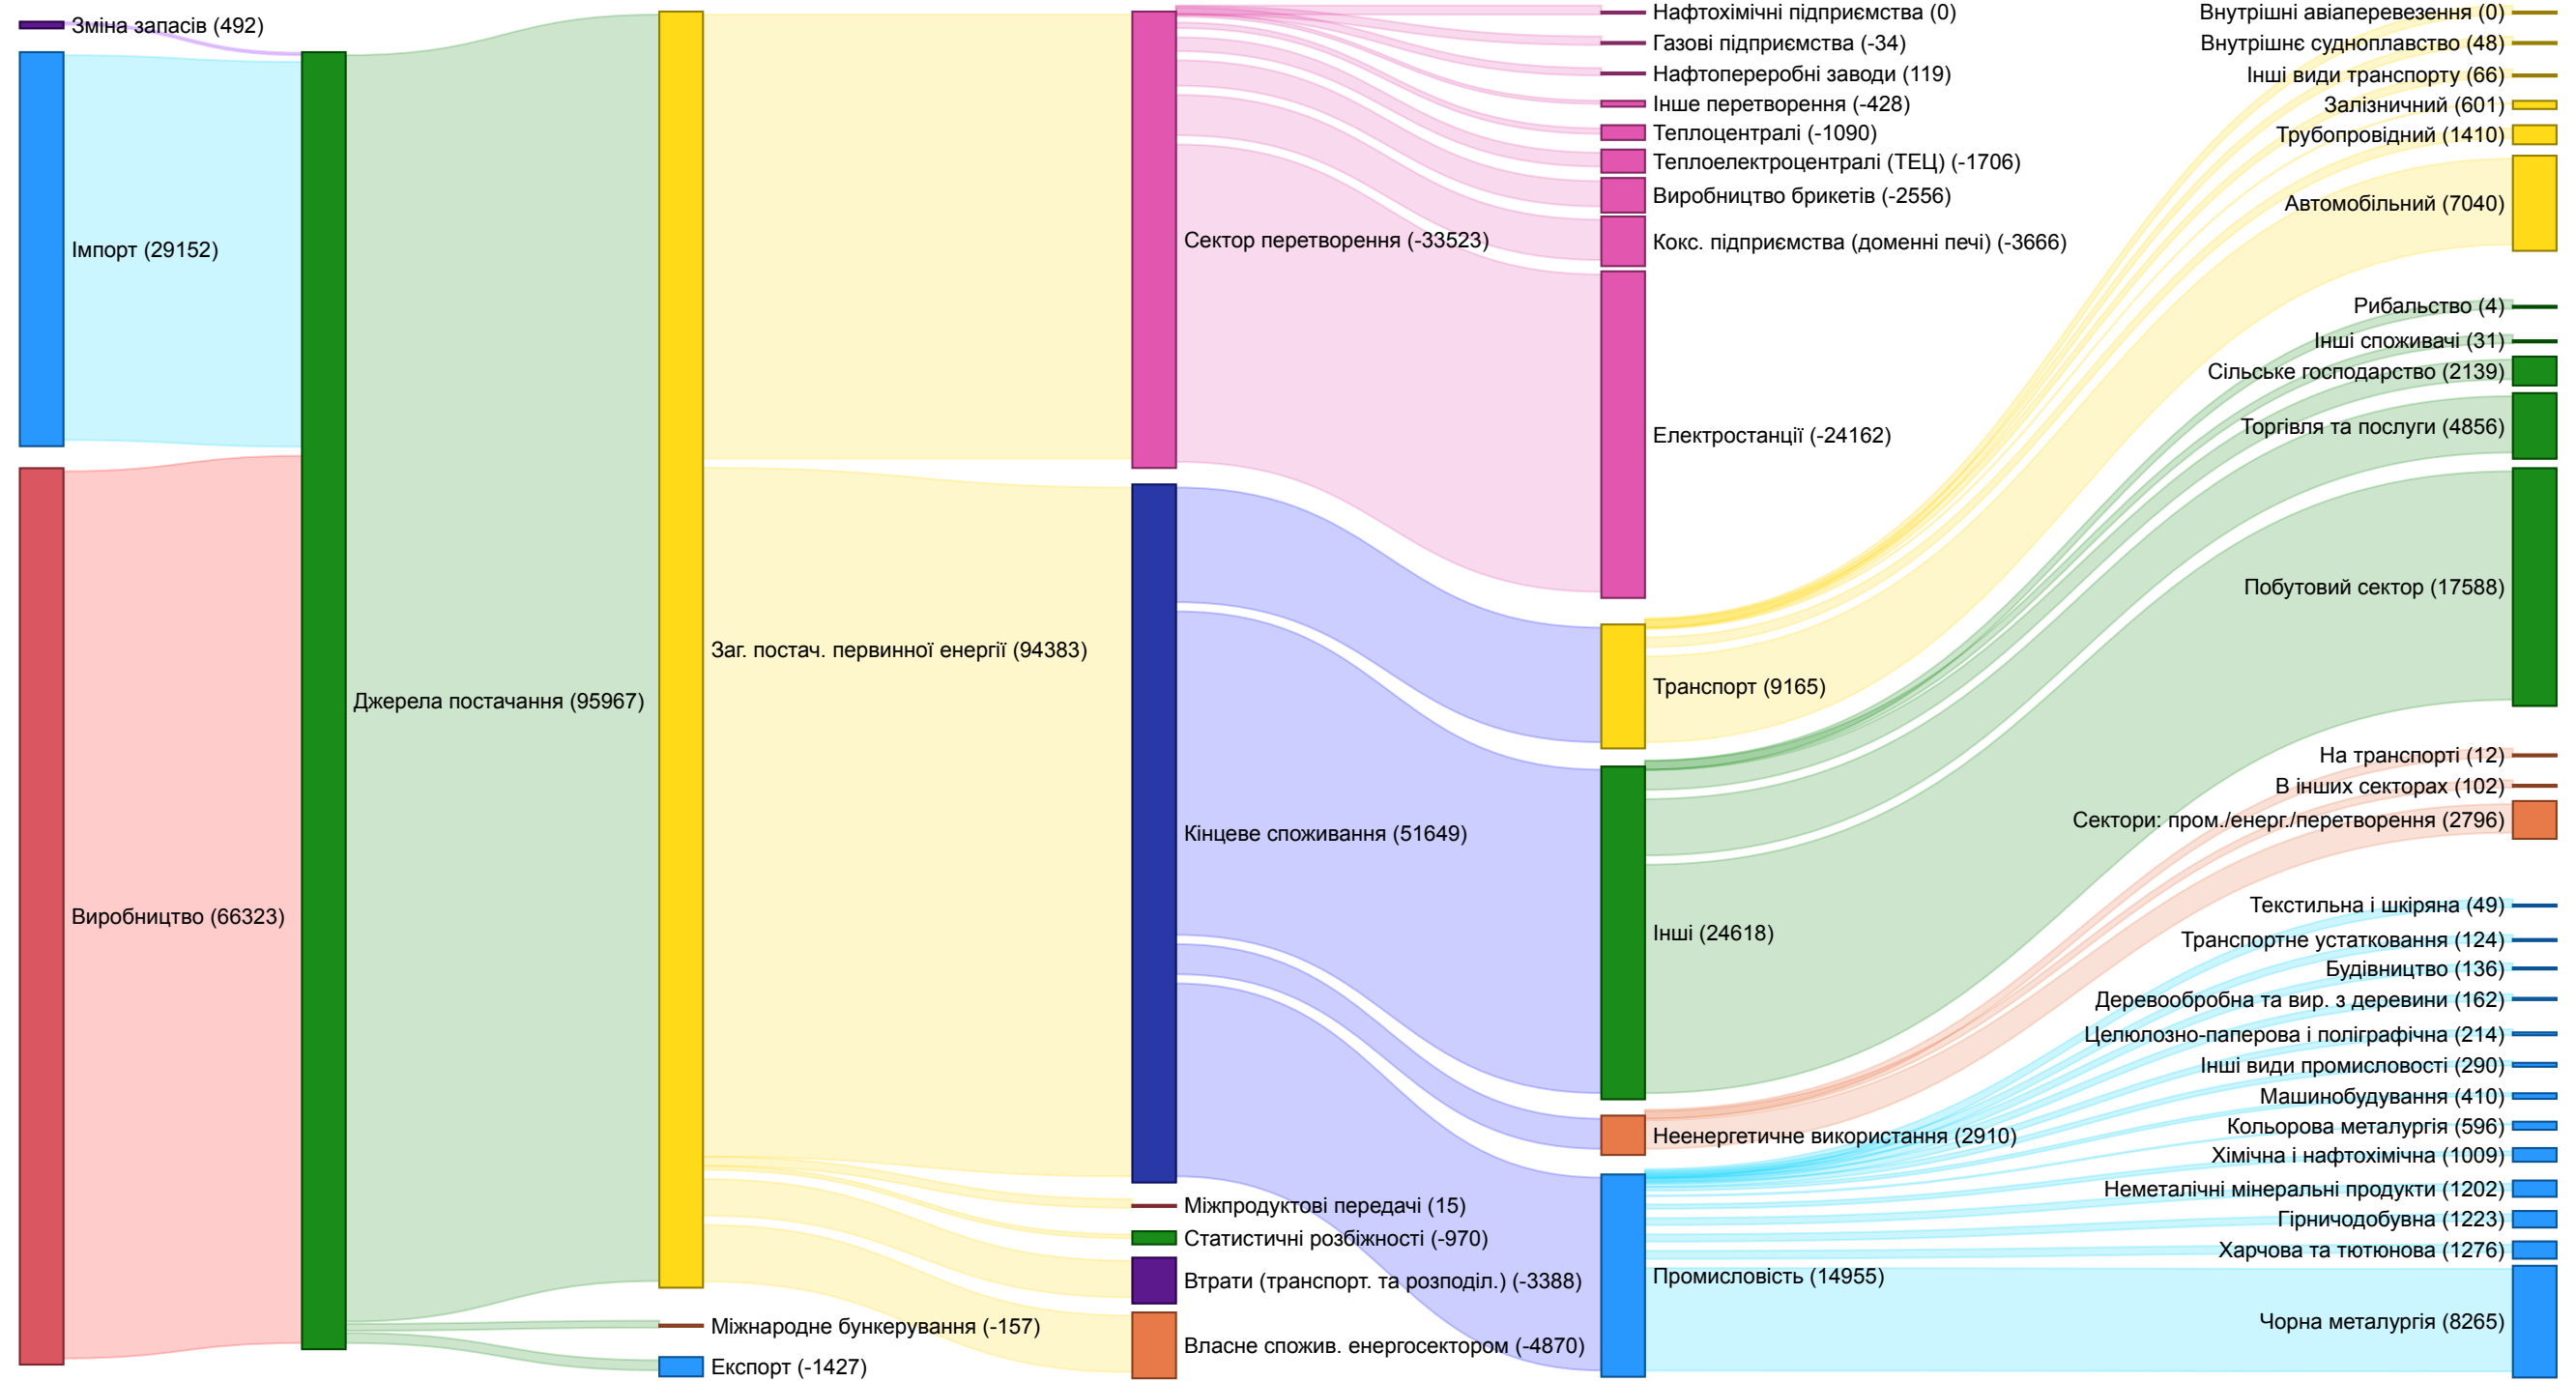 Зміна запасів (492)
Імпорт (29152)
Виробництво (66323)
Джерела постачання (95967)
Заг. постач. первинної енергії (94383)
Міжнародне бункерування (-157)
Експорт (-1427)
Сектор перетворення (-33523)
Кінцеве споживання (51649)
Міжпродуктові передачі (15)
Статистичні розбіжності (-970)
Втрати (транспорт. та розподіл.) (-3388)
Власне спожив. енергосектором (-4870)
Нафтохімічні підприємства (0)
Газові підприємства (-34)
Нафтопереробні заводи (119)
Інше перетворення (-428)
Теплоцентралі (-1090)
Теплоелектроцентралі (ТЕЦ) (-1706)
Виробництво брикетів (-2556)
Кокс. підприємства (доменні печі) (-3666)
Електростанції (-24162)
Транспорт (9165)
Інші (24618)
Неенергетичне використання (2910)
Промисловість (14955)
Внутрішні авіаперевезення (0)
Внутрішнє судноплавство (48)
Інші види транспорту (66)
Залізничний (601)
Трубопровідний (1410)
Автомобільний (7040)
Рибальство (4)
Інші споживачі (31)
Сільське господарство (2139)
Торгівля та послуги (4856)
Побутовий сектор (17588)
На транспорті (12)
В інших секторах (102)
Сектори: пром./енерг./перетворення (2796)
Текстильна і шкіряна (49)
Транспортне устатковання (124)
Будівництво (136)
Деревообробна та вир. з деревини (162)
Целюлозно-паперова і поліграфічна (214)
Інші види промисловості (290)
Машинобудування (410)
Кольорова металургія (596)
Хімічна і нафтохімічна (1009)
Неметалічні мінеральні продукти (1202)
Гірничодобувна (1223)
Харчова та тютюнова (1276)
Чорна металургія (8265)